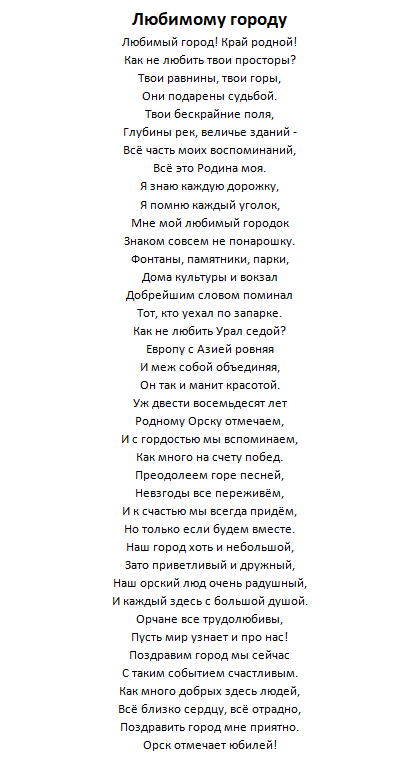 Любимому городу
Любимый город! Край родной!
Как не любить твои просторы?
Твои равнины, твои горы,
Они подарены судьбой.
Твои бескрайние поля,
Глубины рек, величье зданий -
Всё часть моих воспоминаний,
Всё это Родина моя.
Я знаю каждую дорожку,
Я помню каждый уголок,
Мне мой любимый городок
Знаком совсем не понарошку.
Фонтаны, памятники, парки,
Дома культуры и вокзал
Добрейшим словом поминал
Тот, кто уехал по запарке.
Как не любить Урал седой?
Европу с Азией ровняя
И меж собой объединяя,
Он так и манит красотой.
Уж двести восемьдесят лет
Родному Орску отмечаем,
И с гордостью мы вспоминаем,
Как много на счету побед.
Преодолеем горе песней,
Невзгоды все переживём,
И к счастью мы всегда придём,
Но только если будем вместе.
Наш город хоть и небольшой,
Зато приветливый и дружный,
Наш орский люд очень радушный,
И каждый здесь с большой душой.
Орчане все трудолюбивы,
Пусть мир узнает и про нас!
Поздравим город мы сейчас
С таким событием счастливым.
Как много добрых здесь людей,
Всё близко сердцу, всё отрадно,
Поздравить город мне приятно.
Орск отмечает юбилей!